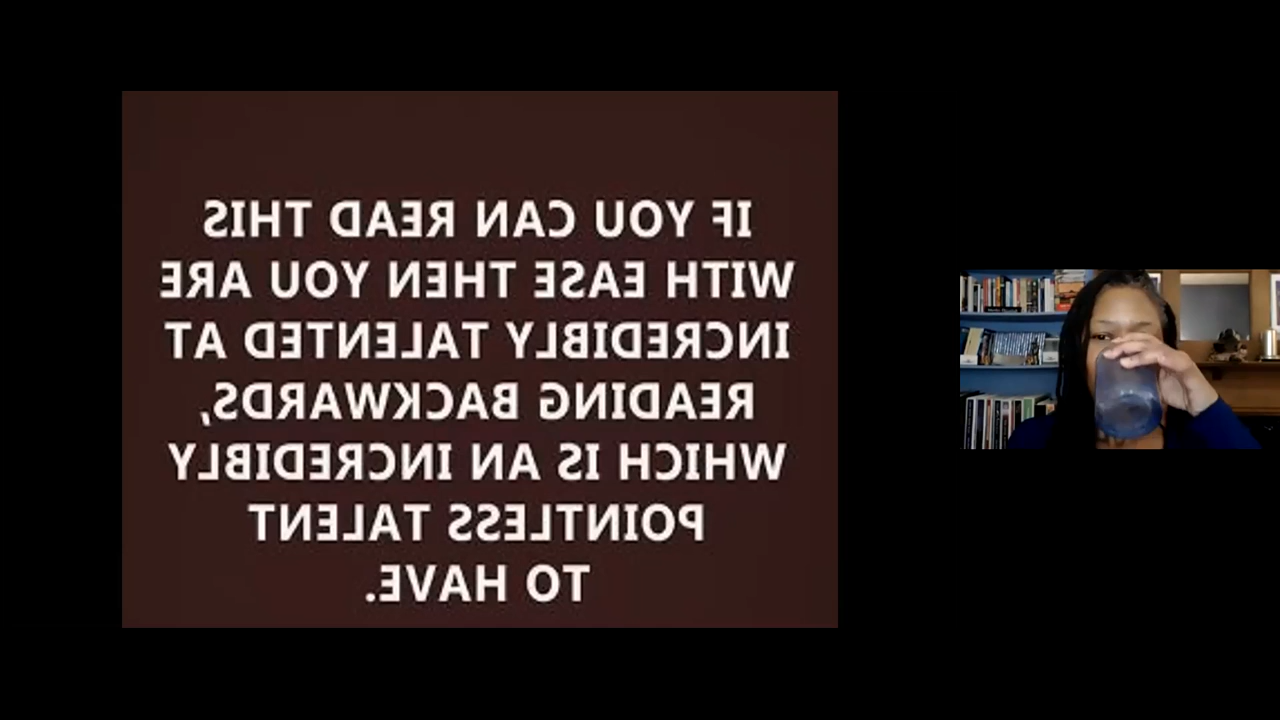 IF YOU CAN READ THIS
WITH EASE THEN YOU ARE
INCREDIBLY TALENTED AT
READING BACKWARDS,
WHICH IS AN INCREDIBLY
POINTLESS TALENT
TO HAVE.